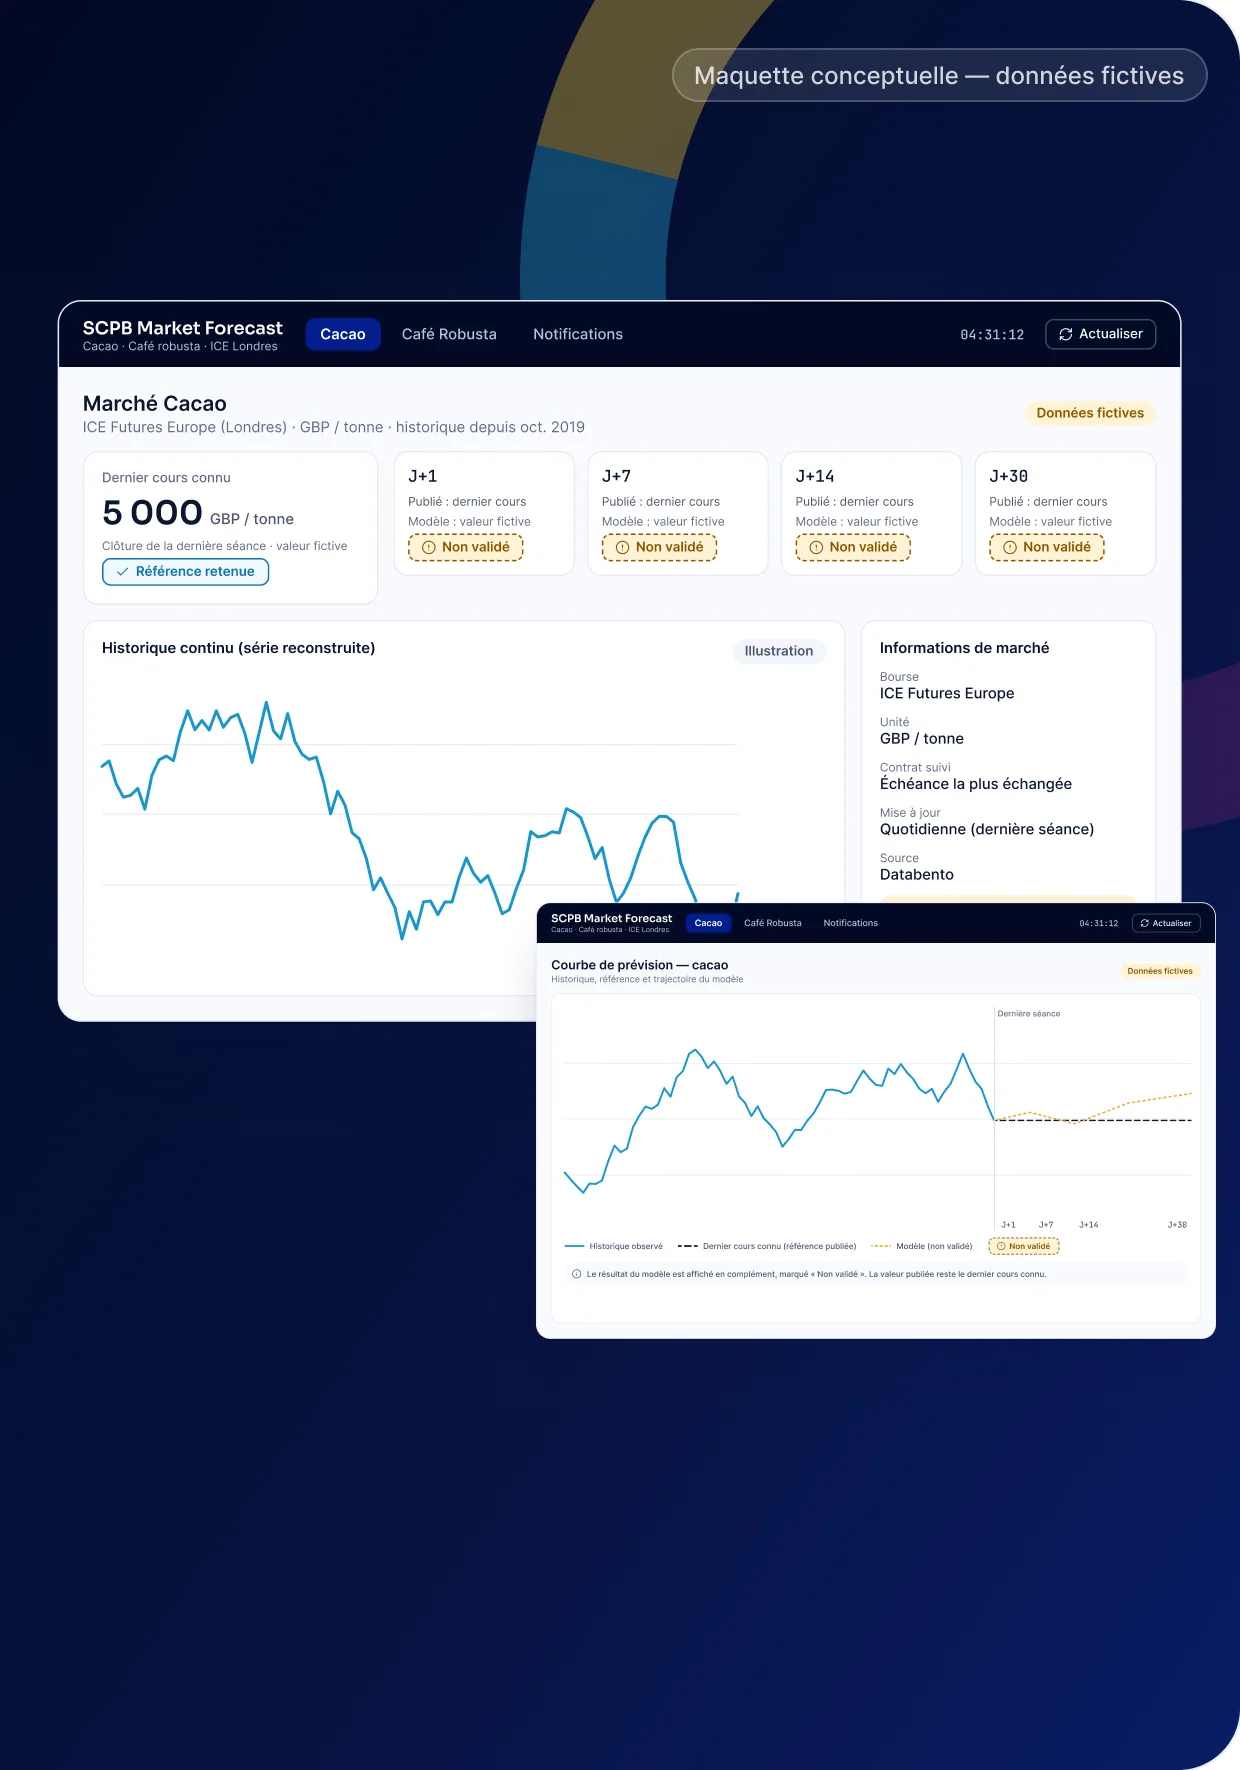 Maquette conceptuelle — données fictives
SCPB Market Forecast
Cacao · Café robusta · ICE Londres
Cacao
Café Robusta
Notifications
04:31:12
Actualiser
Marché Cacao
ICE Futures Europe (Londres) · GBP / tonne · historique depuis oct. 2019
Données fictives
Dernier cours connu
5 000 GBP / tonne
Clôture de la dernière séance · valeur fictive
Référence retenue
J+1
Publié : dernier cours
Modèle : valeur fictive
Non validé
J+7
Publié : dernier cours
Modèle : valeur fictive
Non validé
J+14
Publié : dernier cours
Modèle : valeur fictive
Non validé
J+30
Publié : dernier cours
Modèle : valeur fictive
Non validé
Historique continu (série reconstruite)
Illustration
Informations de marché
Bourse
ICE Futures Europe
Unité
GBP / tonne
Contrat suivi
Échéance la plus échangée
Mise à jour
Quotidienne (dernière séance)
Source
Databento
SCPB Market Forecast
Cacao · Café robusta · ICE Londres
Cacao
Café Robusta
Notifications
04:31:12
Actualiser
Courbe de prévision — cacao
Historique, référence et trajectoire du modèle
Données fictives
Dernière séance
J+1
J+7
J+14
J+30
Historique observé
Dernier cours connu (référence publiée)
Modèle (non validé)
Non validé
Le résultat du modèle est affiché en complément, marqué « Non validé ». La valeur publiée reste le dernier cours connu.